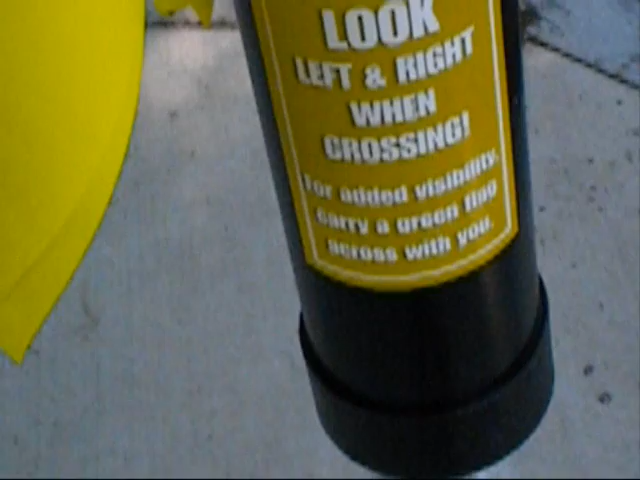 LOOK
LEFT & RIGHT
WHEN
CROSSING!
For added visibility,
carry a green flag
across with you.